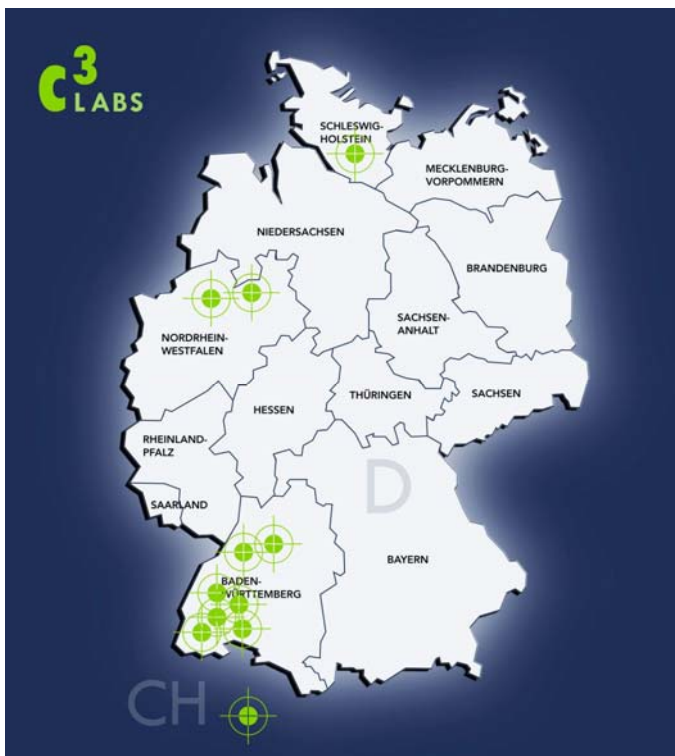 C3
LABS
SCHLESWIG-
HOLSTEIN
MECKLENBURG-
VORPOMMERN
NIEDERSACHSEN
BRANDENBURG
SACHSEN-
ANHALT
NORDRHEIN-
WESTFALEN
THÜRINGEN
SACHSEN
HESSEN
RHEINLAND-
PFALZ
D
SAARLAND
BAYERN
BADEN-
WÜRTTEMBERG
CH